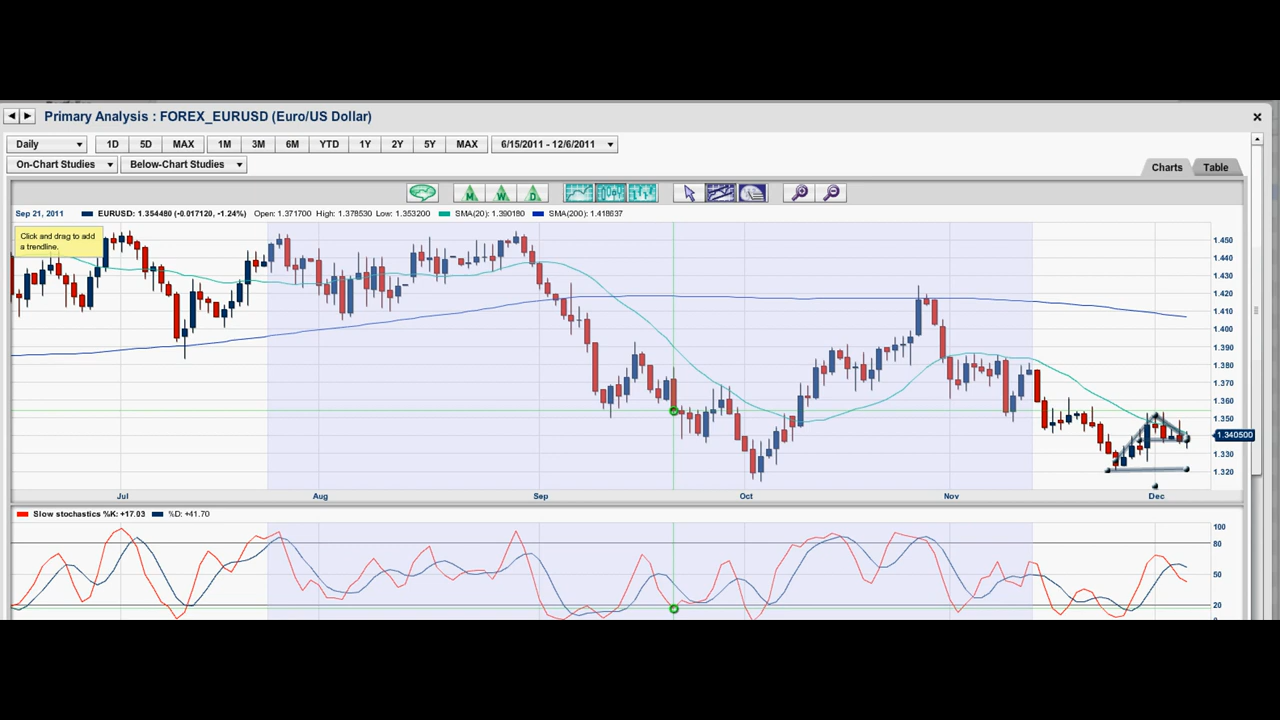 Primary Analysis : FOREX_EURUSD (Euro/US Dollar)
Daily 1D 5D MAX 1M 3M 6M YTD 1Y 2Y 5Y MAX 6/15/2011 - 12/6/2011
On-Chart Studies Below-Chart Studies Charts Table
M W D
Sep 21, 2011 EURUSD: 1.354480 (-0.017120, -1.24%) Open: 1.371700 High: 1.378530 Low: 1.353200 SMA(20): 1.390180 SMA(200): 1.418637
Click and drag to add
a trendline.
1.450
1.440
1.430
1.420
1.410
1.400
1.390
1.380
1.370
1.360
1.350
1.340500
1.330
1.320
Jul Aug Sep Oct Nov Dec
Slow stochastics %K: +17.03 %D: +41.70
100
80
50
20